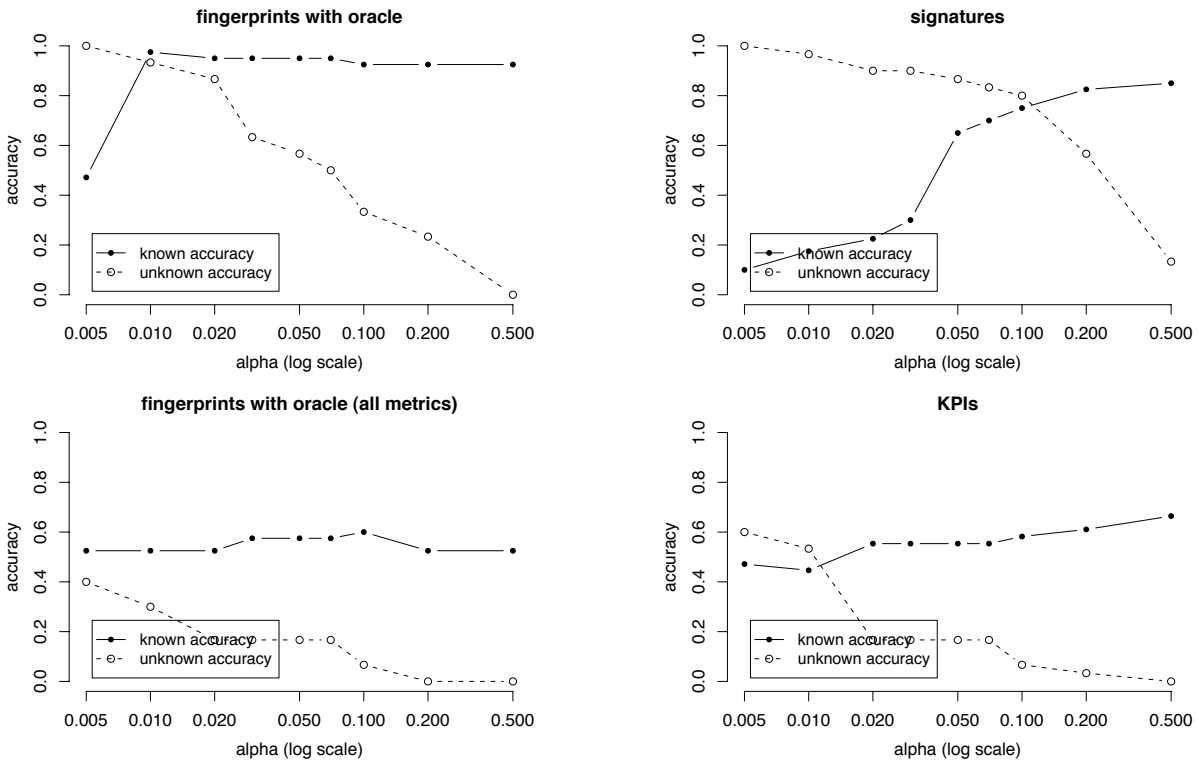 fingerprints with oracle
accuracy
0.0 0.2 0.4 0.6 0.8 1.0
known accuracy
unknown accuracy
0.005 0.010 0.020 0.050 0.100 0.200 0.500
alpha (log scale)
signatures
accuracy
0.0 0.2 0.4 0.6 0.8 1.0
known accuracy
unknown accuracy
0.005 0.010 0.020 0.050 0.100 0.200 0.500
alpha (log scale)
fingerprints with oracle (all metrics)
accuracy
0.0 0.2 0.4 0.6 0.8 1.0
known accuracy
unknown accuracy
0.005 0.010 0.020 0.050 0.100 0.200 0.500
alpha (log scale)
KPIs
accuracy
0.0 0.2 0.4 0.6 0.8 1.0
known accuracy
unknown accuracy
0.005 0.010 0.020 0.050 0.100 0.200 0.500
alpha (log scale)